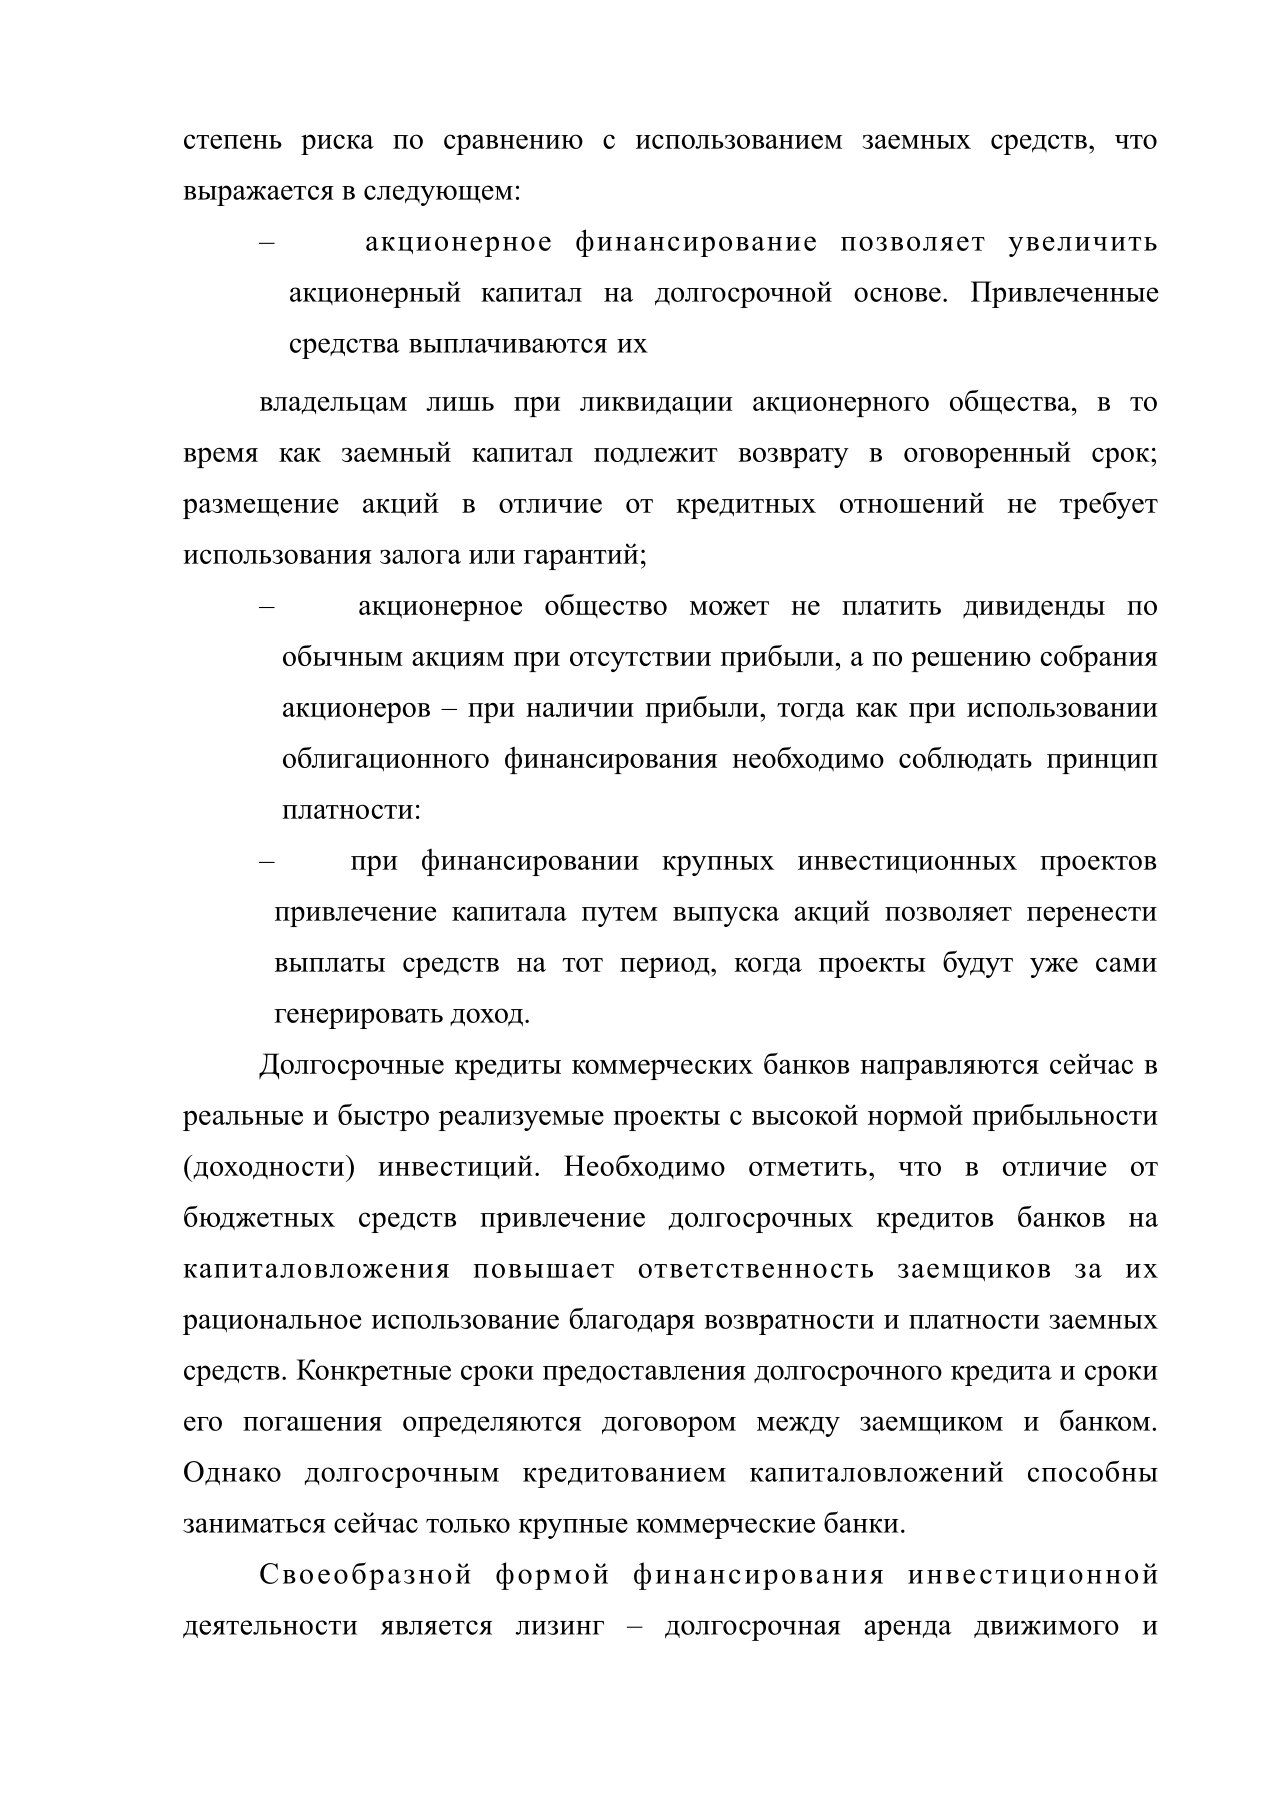 степень риска по сравнению с использованием заемных средств, что
выражается в следующем:
– акционерное финансирование позволяет увеличить
акционерный капитал на долгосрочной основе. Привлеченные
средства выплачиваются их
владельцам лишь при ликвидации акционерного общества, в то
время как заемный капитал подлежит возврату в оговоренный срок;
размещение акций в отличие от кредитных отношений не требует
использования залога или гарантий;
– акционерное общество может не платить дивиденды по
обычным акциям при отсутствии прибыли, а по решению собрания
акционеров – при наличии прибыли, тогда как при использовании
облигационного финансирования необходимо соблюдать принцип
платности:
– при финансировании крупных инвестиционных проектов
привлечение капитала путем выпуска акций позволяет перенести
выплаты средств на тот период, когда проекты будут уже сами
генерировать доход.
Долгосрочные кредиты коммерческих банков направляются сейчас в
реальные и быстро реализуемые проекты с высокой нормой прибыльности
(доходности) инвестиций. Необходимо отметить, что в отличие от
бюджетных средств привлечение долгосрочных кредитов банков на
капиталовложения повышает ответственность заемщиков за их
рациональное использование благодаря возвратности и платности заемных
средств. Конкретные сроки предоставления долгосрочного кредита и сроки
его погашения определяются договором между заемщиком и банком.
Однако долгосрочным кредитованием капиталовложений способны
заниматься сейчас только крупные коммерческие банки.
Своеобразной формой финансирования инвестиционной
деятельности является лизинг – долгосрочная аренда движимого и